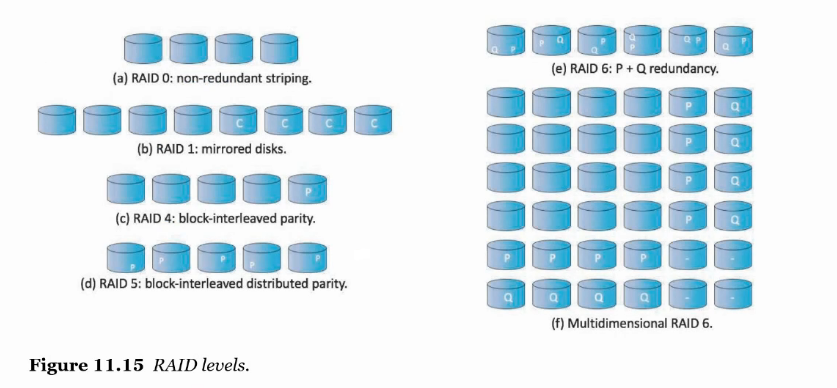 (a) RAID 0: non-redundant striping.
C C C C
(b) RAID 1: mirrored disks.
P
(c) RAID 4: block-interleaved parity.
P P P P P
(d) RAID 5: block-interleaved distributed parity.
Q P P Q Q P Q P Q P Q P
(e) RAID 6: P + Q redundancy.
P Q
P Q
P Q
P Q
P P P P - -
Q Q Q Q - -
(f) Multidimensional RAID 6.
Figure 11.15 RAID levels.